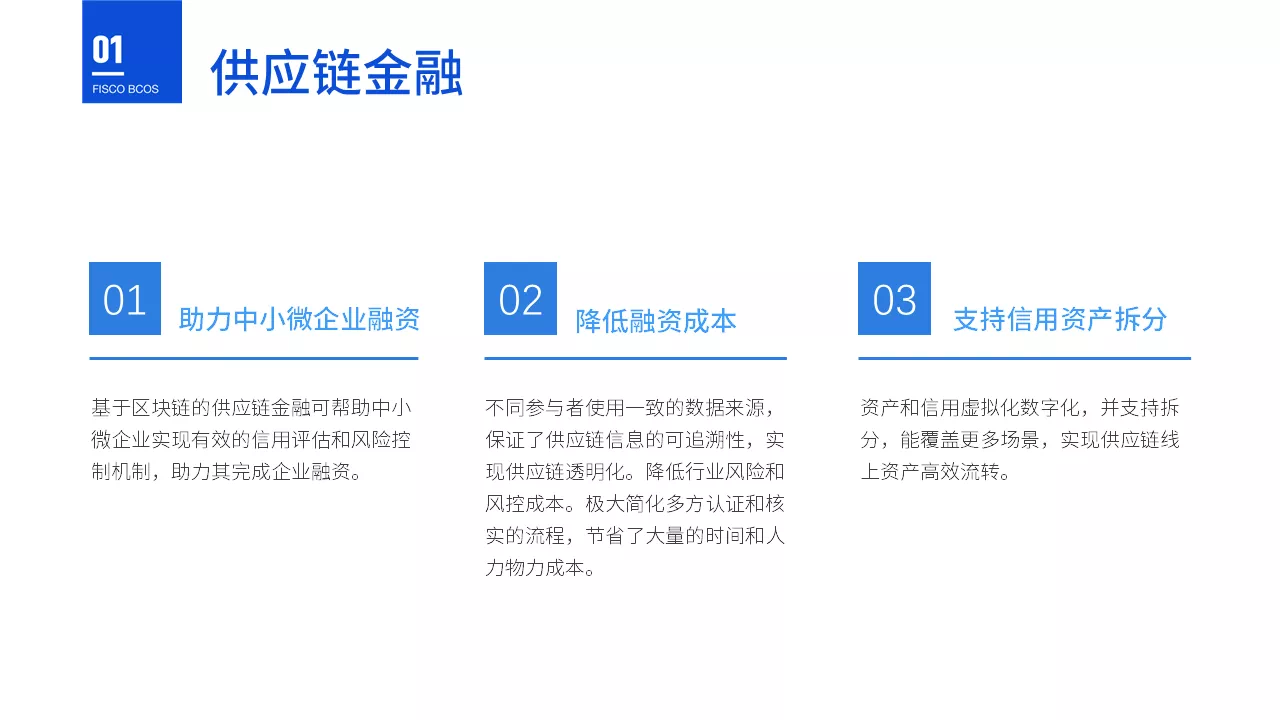 01
FISCO BCOS
供应链金融
01
助力中小微企业融资
基于区块链的供应链金融可帮助中小
微企业实现有效的信用评估和风险控
制机制，助力其完成企业融资。
02
降低融资成本
不同参与者使用一致的数据来源，
保证了供应链信息的可追溯性，实
现供应链透明化。降低行业风险和
风控成本。极大简化多方认证和核
实的流程，节省了大量的时间和人
力物力成本。
03
支持信用资产拆分
资产和信用虚拟化数字化，并支持拆
分，能覆盖更多场景，实现供应链线
上资产高效流转。